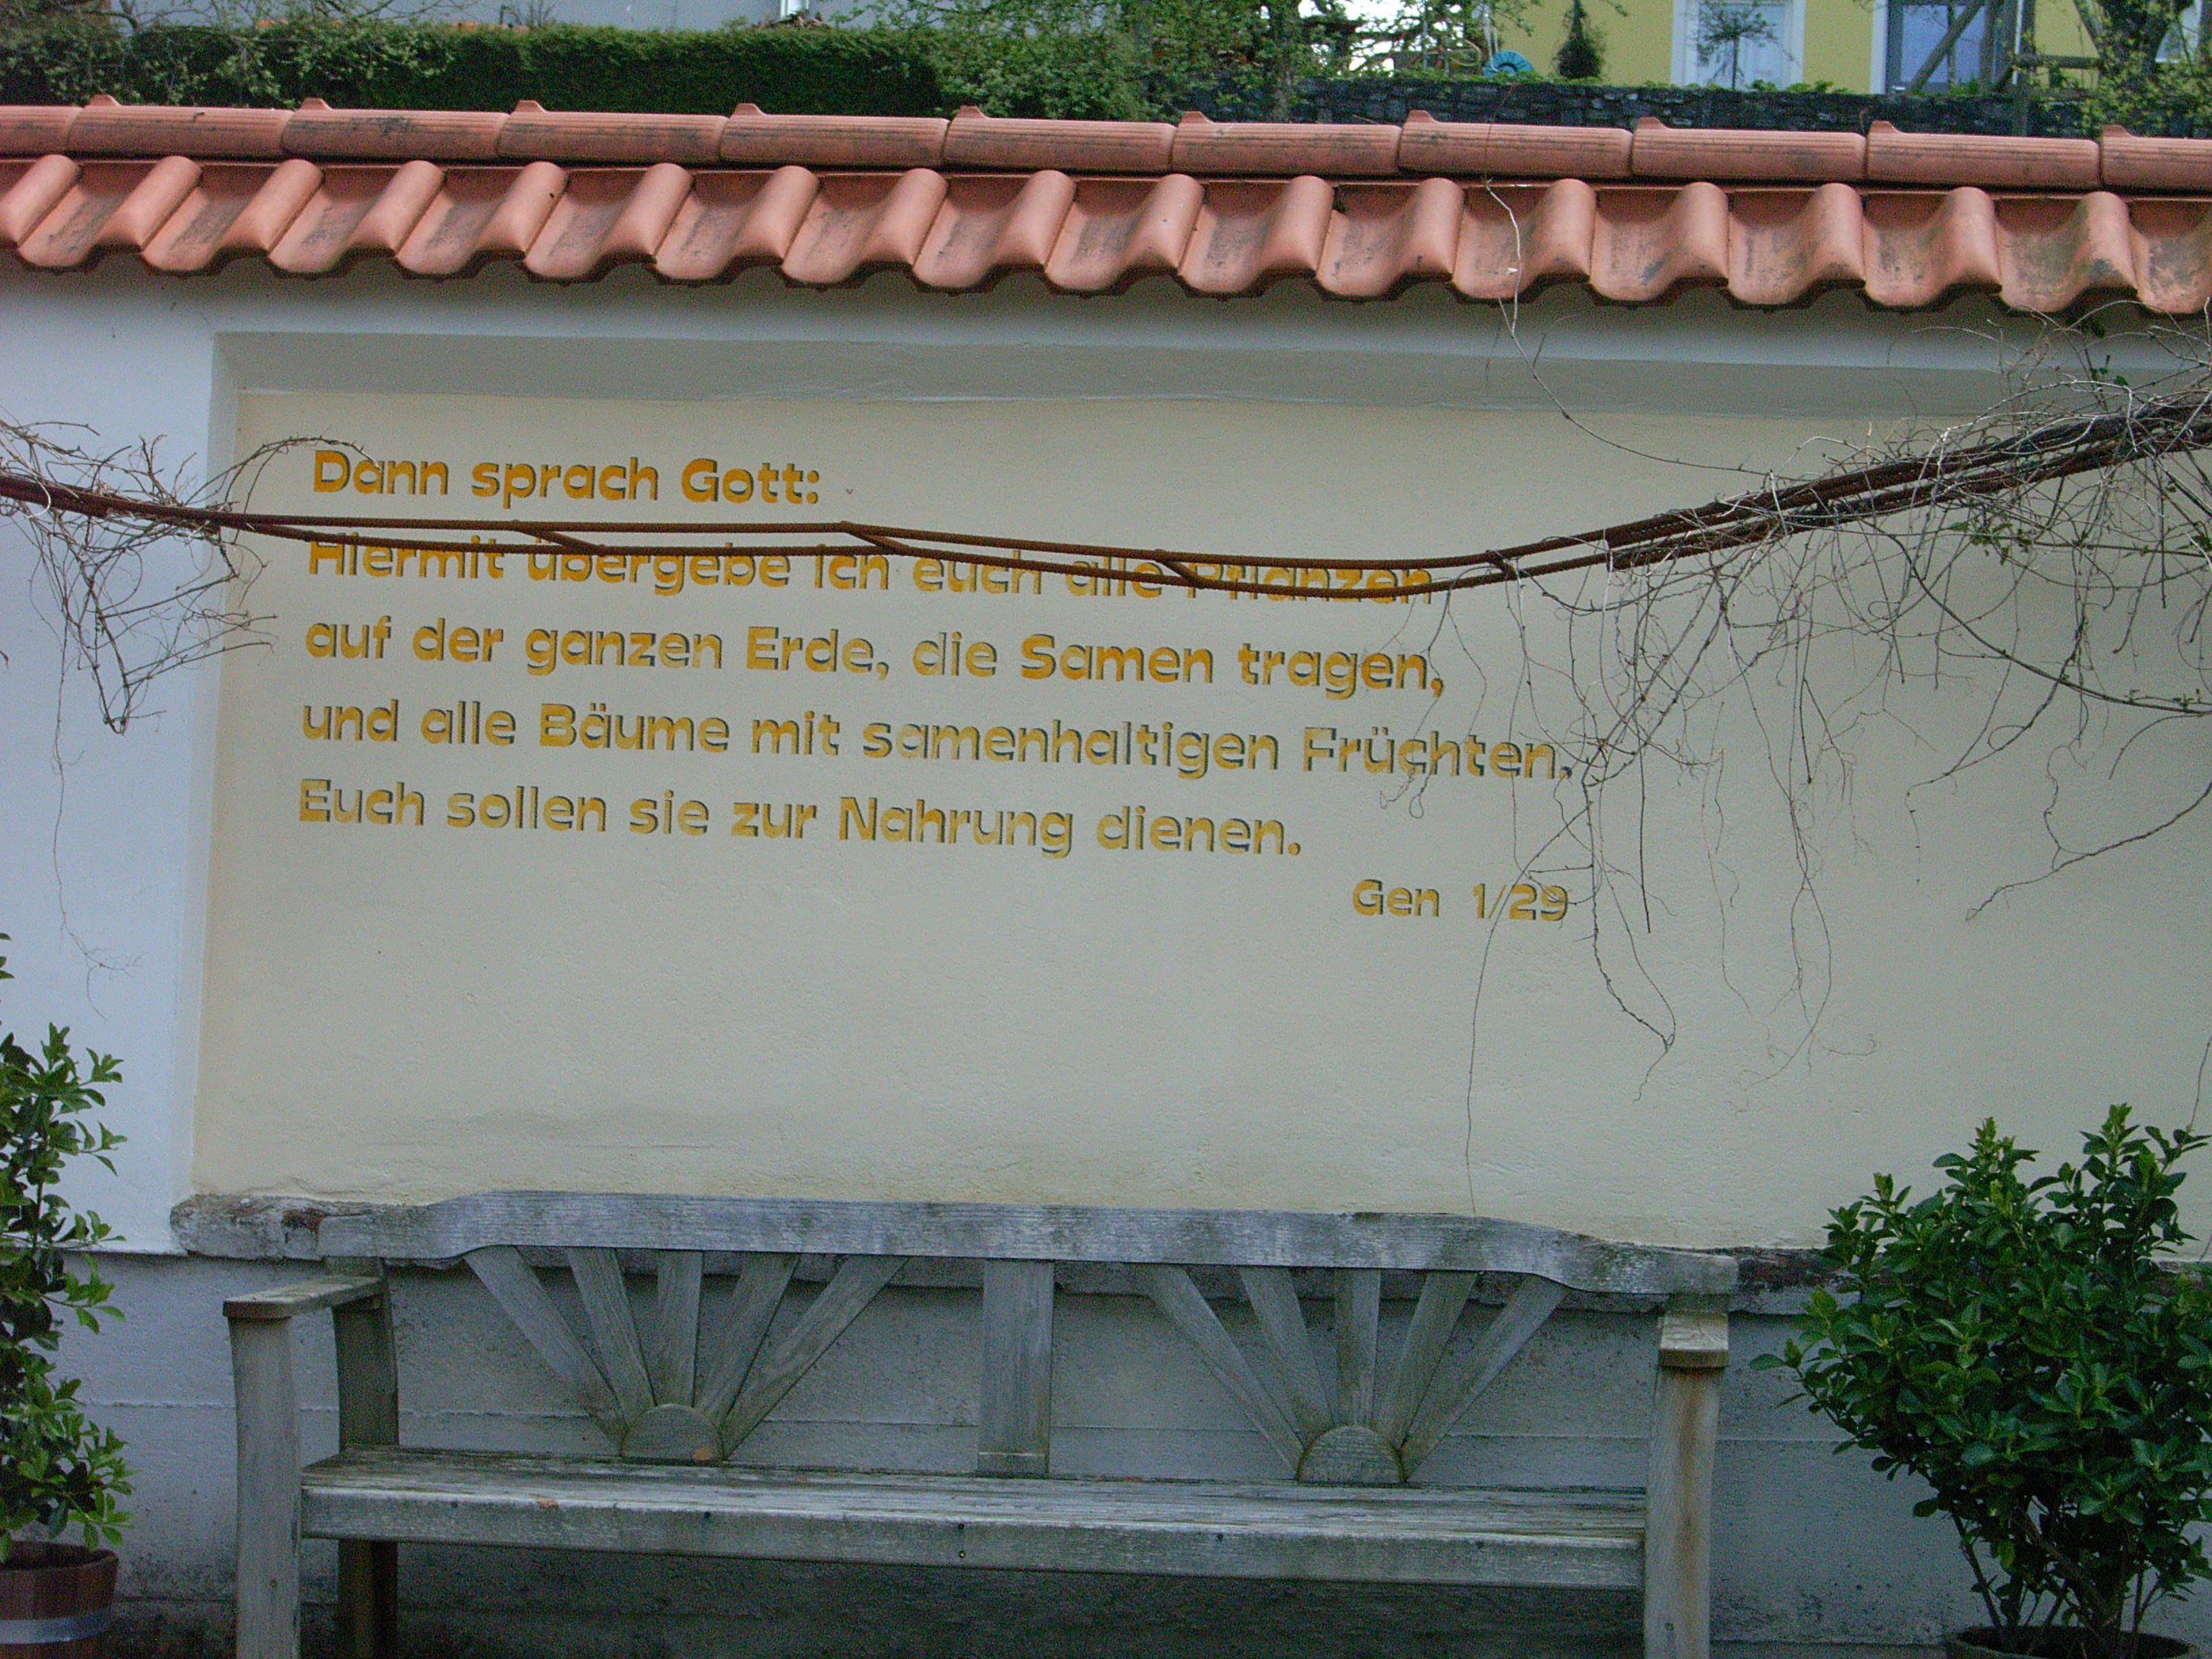 Dann sprach Gott:
Hiermit übergebe ich euch alle Pflanzen
auf der ganzen Erde, die Samen tragen,
und alle Bäume mit samenhaltigen Früchten.
Euch sollen sie zur Nahrung dienen.
Gen 1/29